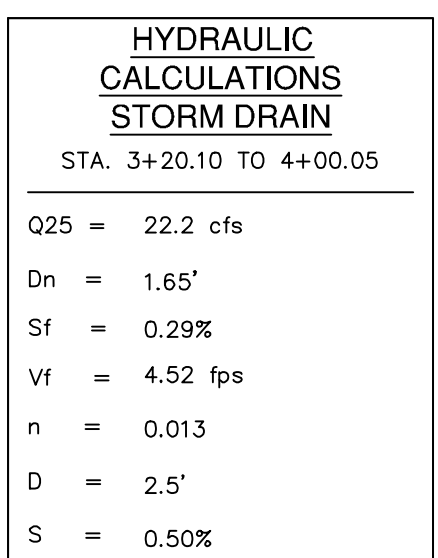 HYDRAULIC
CALCULATIONS
STORM DRAIN
STA. 3+20.10 TO 4+00.05
Q25 = 22.2 cfs
Dn = 1.65'
Sf = 0.29%
Vf = 4.52 fps
n = 0.013
D = 2.5'
S = 0.50%